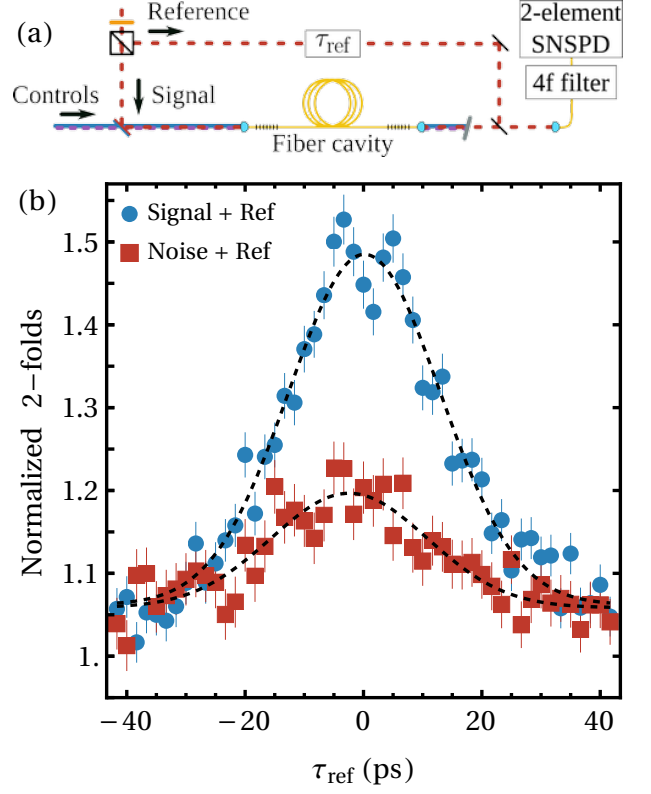 (a)
Reference
2-element
SNSPD
τref
4f filter
Controls
Signal
Fiber cavity
(b)
Signal + Ref
Noise + Ref
Normalized 2−folds
1.5
1.4
1.3
1.2
1.1
1.
−40
−20
0
20
40
τref (ps)